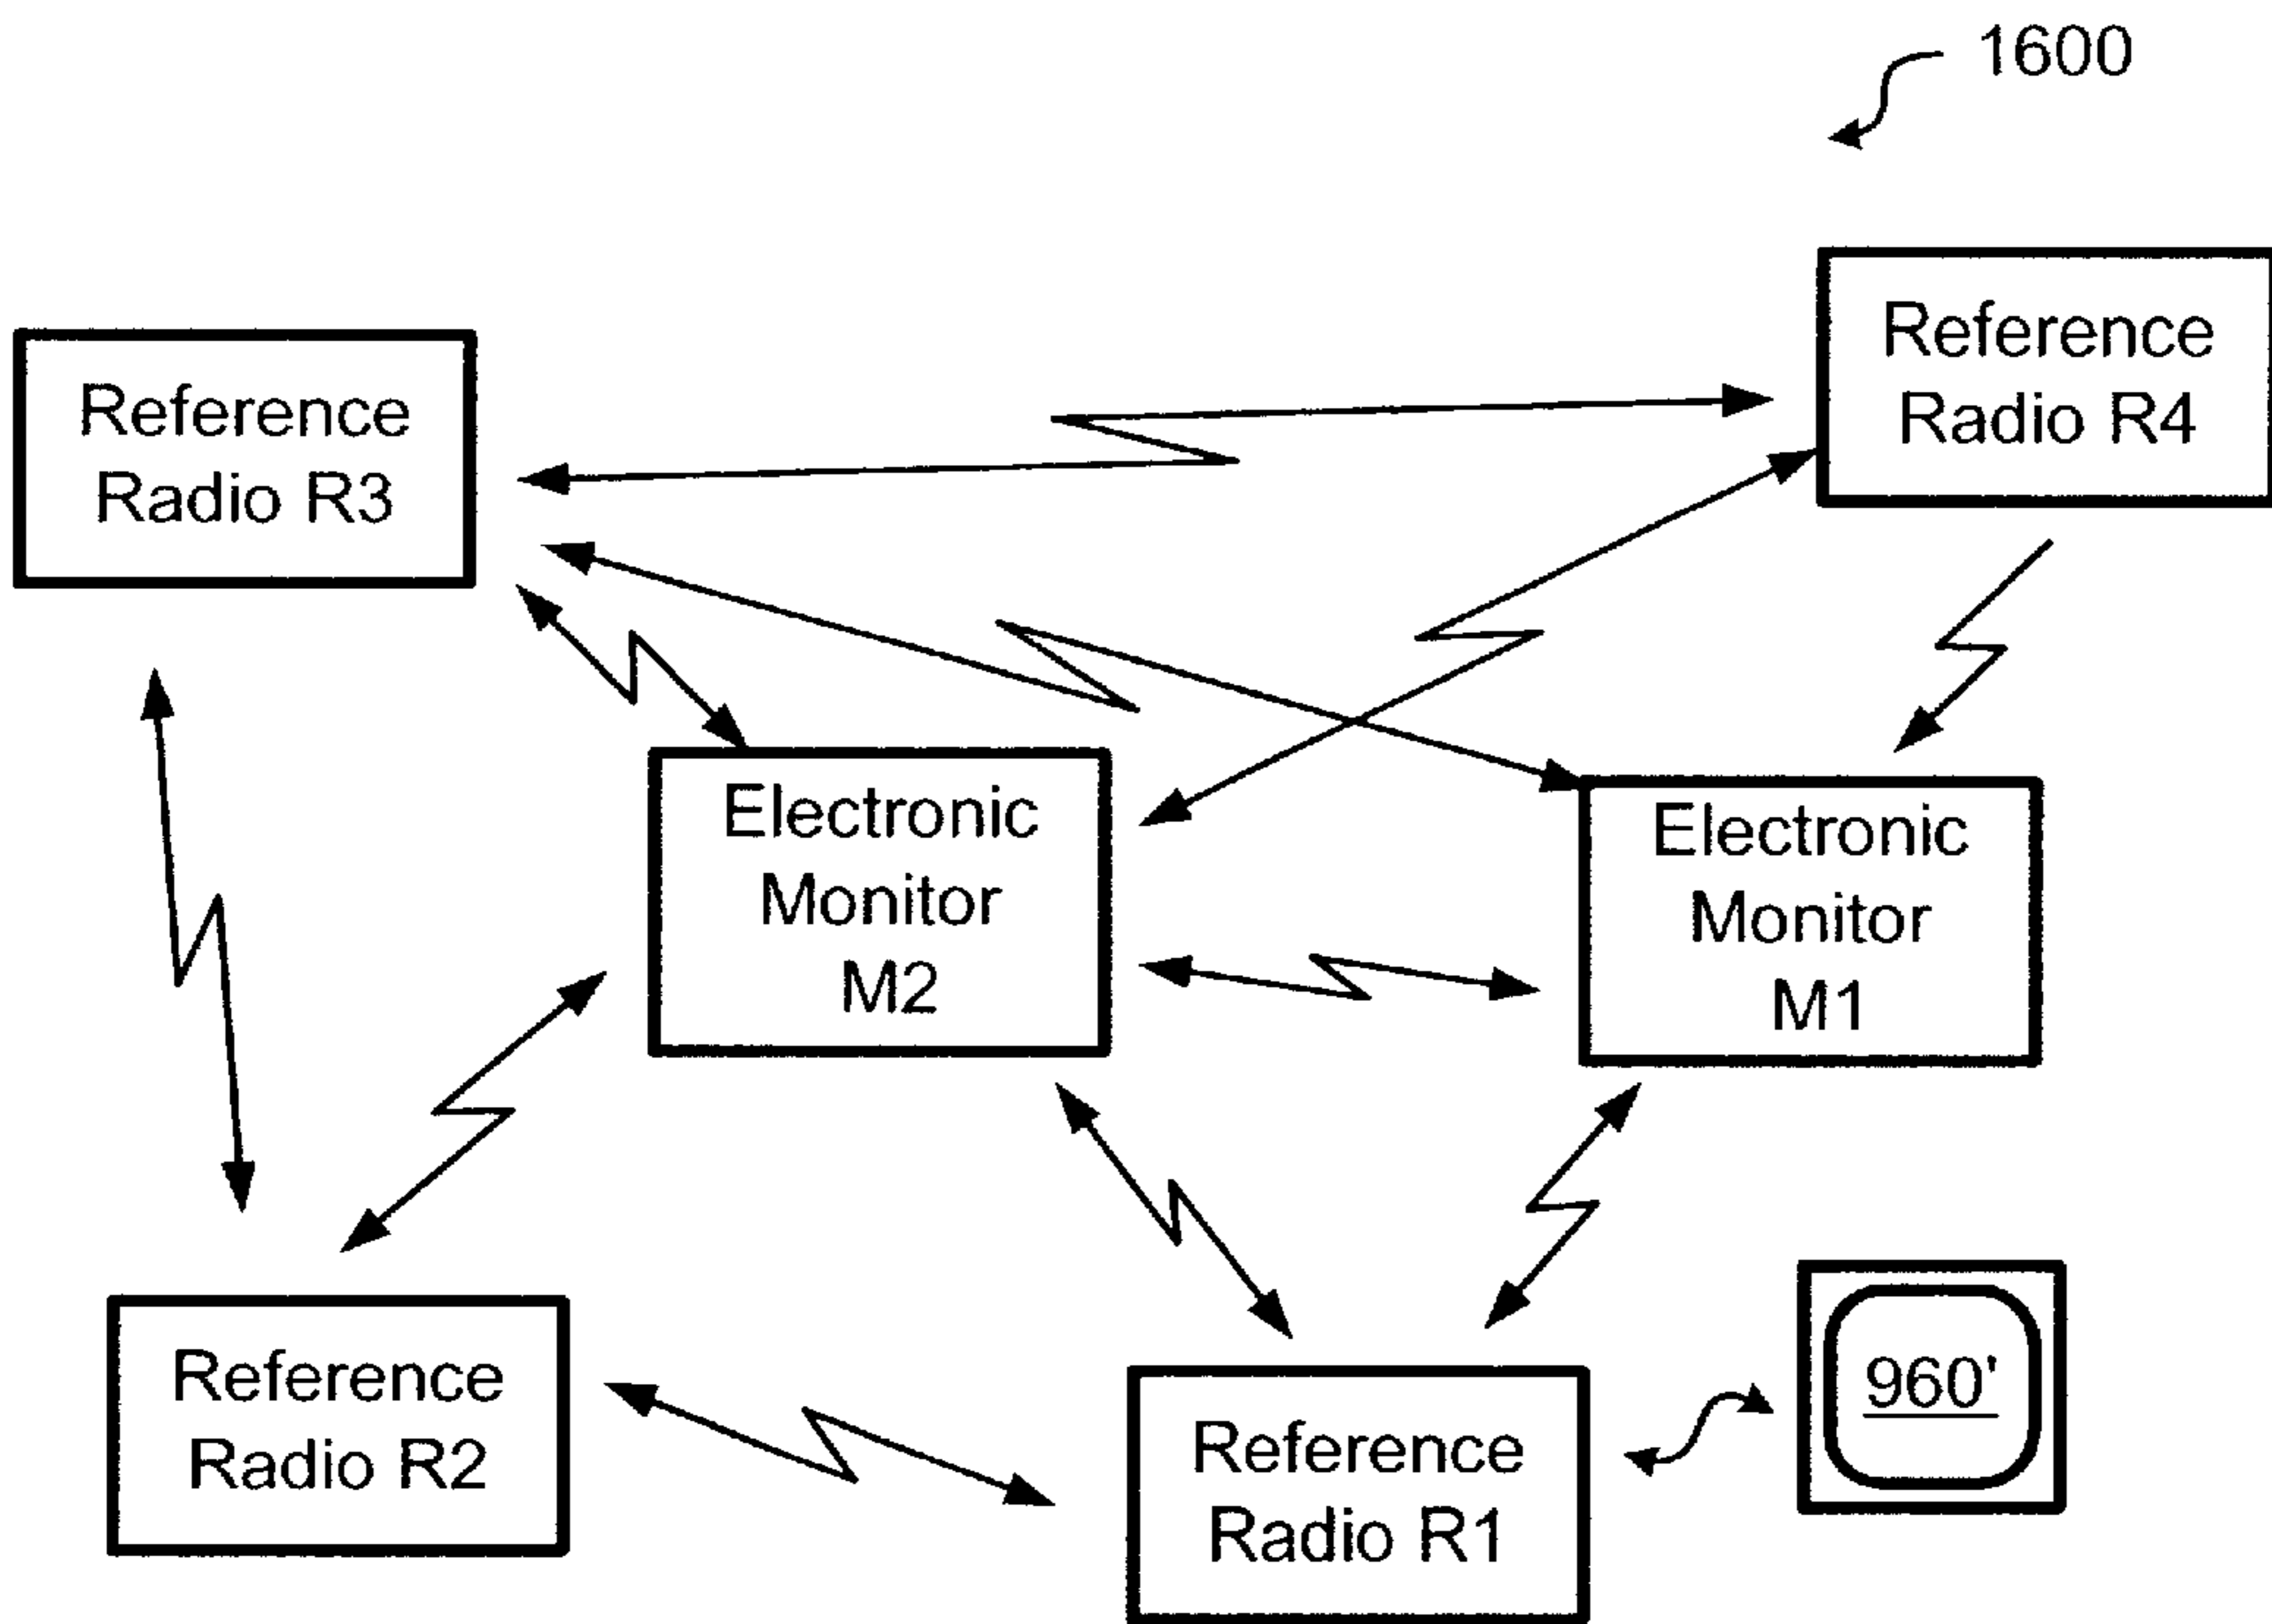 1600
Reference
Radio R4
Reference
Radio R3
Electronic
Monitor
M2
Electronic
Monitor
M1
Reference
Radio R2
Reference
Radio R1
960'